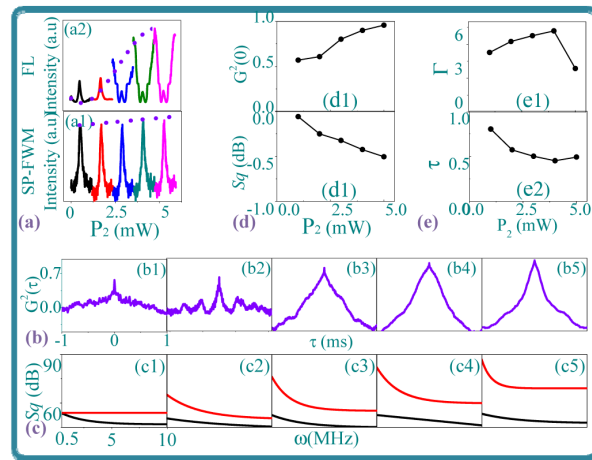 (a2)
FL
Intensity (a.u)
(a1)
SP-FWM
Intensity (a.u)
0 2.5 5
(a)
P2 (mW)
1.0
G²(0)
0.5
(d1)
0.0
Sq (dB)
-0.5
(d1)
-1.0
0.0 2.5 5.0
(d)
P2 (mW)
6
Γ
3
(e1)
0
1.0
τ
0.5
(e2)
0.0
0.0 2.5 5.0
(e)
P2 (mW)
G²(τ)
0.7
0.0
(b1) (b2) (b3) (b4) (b5)
(b)
-1 0 1
τ (ms)
Sq (dB)
90
60
(c1) (c2) (c3) (c4) (c5)
(c)
0.5 5 10
ω(MHz)